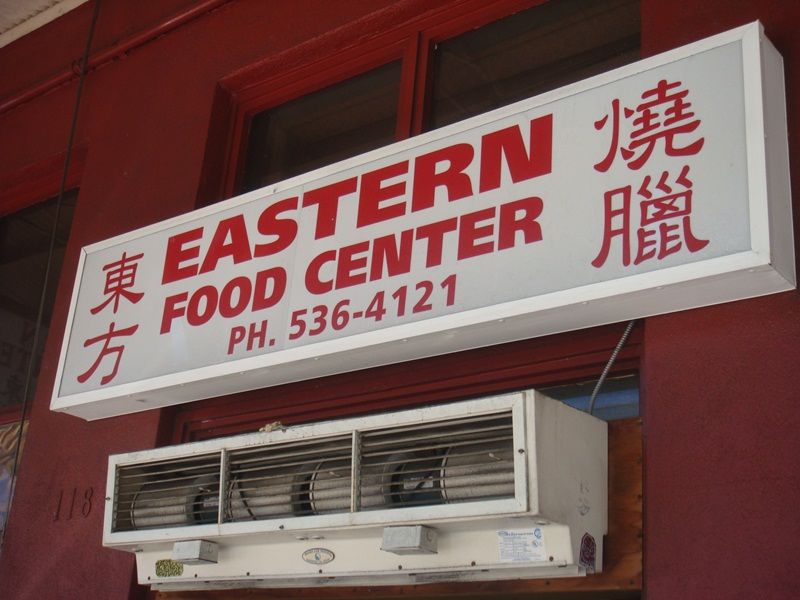 東方
EASTERN
FOOD CENTER
PH. 536-4121
燒臘
118